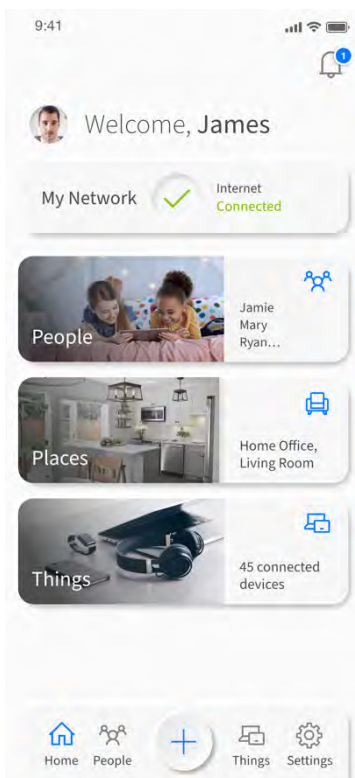 9:41
1
Welcome, James
My Network
Internet
Connected
People
Jamie
Mary
Ryan...
Places
Home Office,
Living Room
Things
45 connected
devices
Home People Things Settings